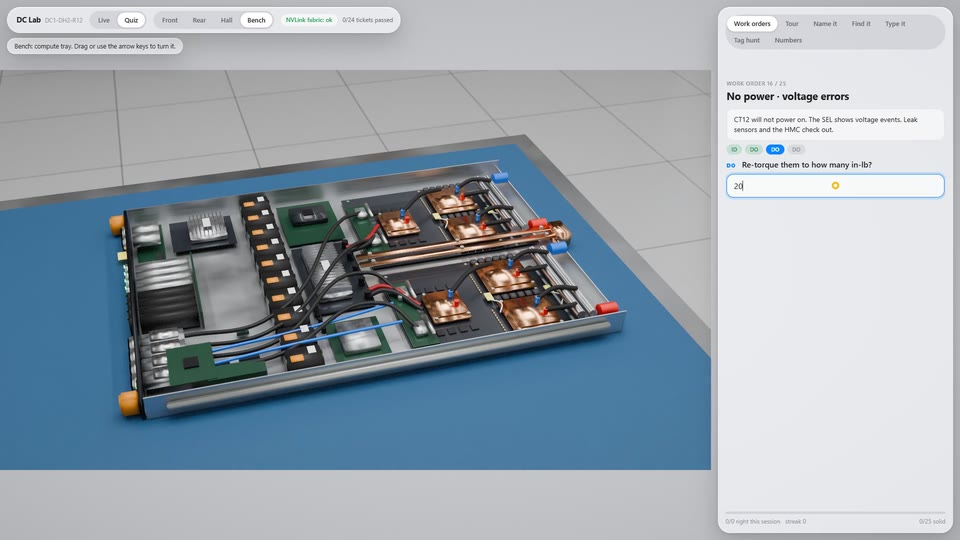 DC Lab DC1-DH2-R12 Live Quiz Front Rear Hall Bench NVLink fabric: ok 0/24 tickets passed
Bench: compute tray. Drag or use the arrow keys to turn it.
Work orders Tour Name it Find it Type it
Tag hunt Numbers
WORK ORDER 16 / 25
No power · voltage errors
CT12 will not power on. The SEL shows voltage events. Leak
sensors and the HMC check out.
ID DO DO DO
DO Re-torque them to how many in-lb?
20
0/0 right this session streak 0 0/25 solid